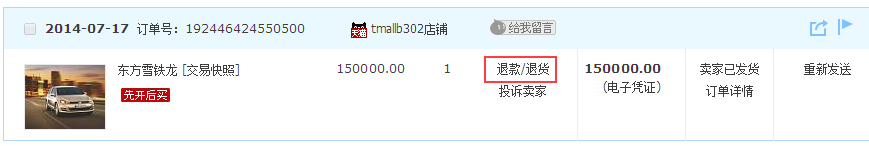 2014-07-17 订单号：192446424550500 天猫 tmallb302店铺 给我留言
东方雪铁龙 [交易快照] 150000.00 1 退款/退货 150000.00 卖家已发货 重新发送
先开后买 投诉卖家 （电子凭证） 订单详情